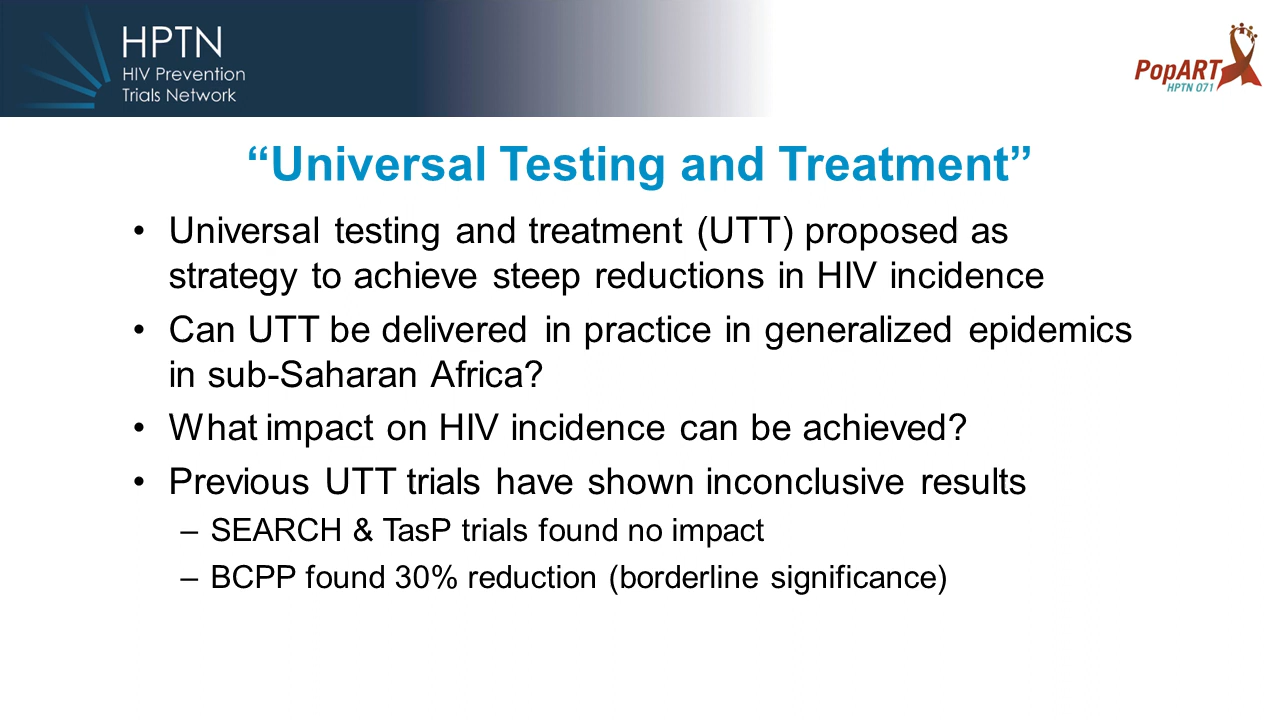 HPTN
HIV Prevention
Trials Network
PopART
HPTN 071
“Universal Testing and Treatment”
• Universal testing and treatment (UTT) proposed as
strategy to achieve steep reductions in HIV incidence
• Can UTT be delivered in practice in generalized epidemics
in sub-Saharan Africa?
• What impact on HIV incidence can be achieved?
• Previous UTT trials have shown inconclusive results
– SEARCH & TasP trials found no impact
– BCPP found 30% reduction (borderline significance)